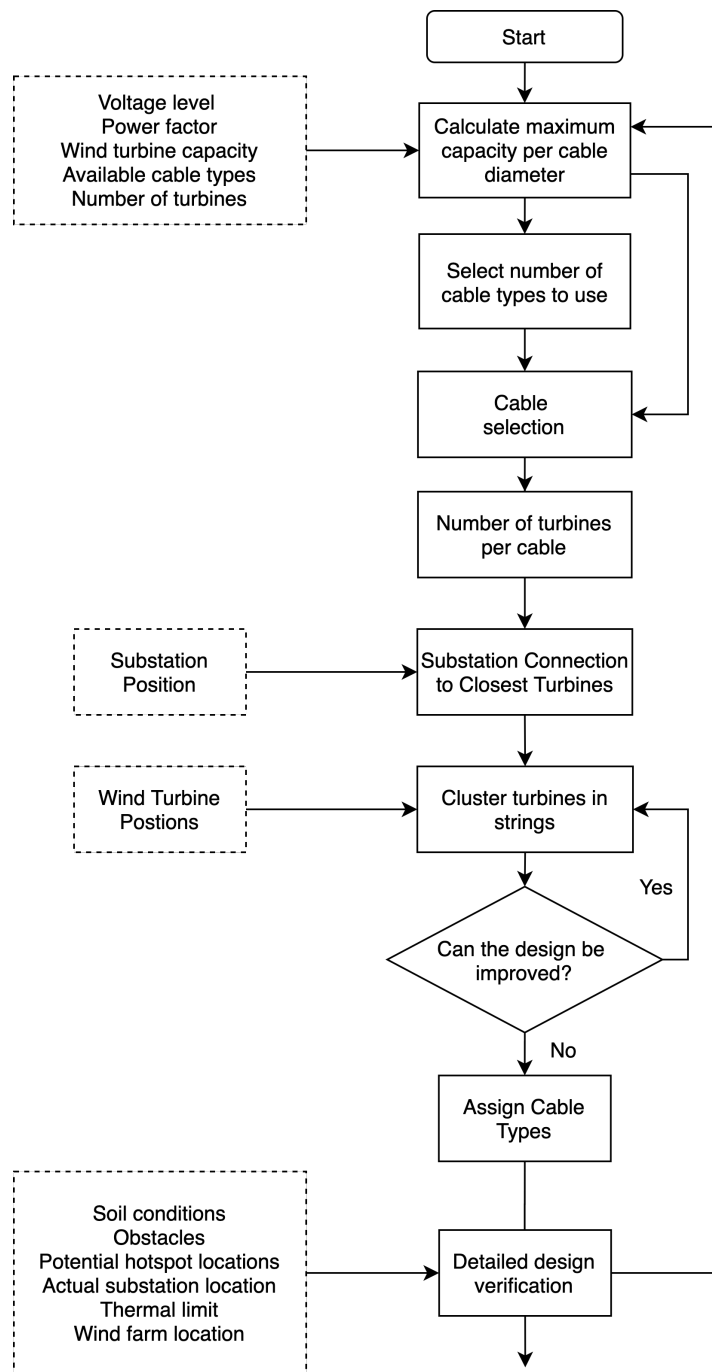 Start
Voltage level
Power factor
Wind turbine capacity
Available cable types
Number of turbines
Calculate maximum
capacity per cable
diameter
Select number of
cable types to use
Cable
selection
Number of turbines
per cable
Substation
Position
Substation Connection
to Closest Turbines
Wind Turbine
Postions
Cluster turbines in
strings
Yes
Can the design be
improved?
No
Assign Cable
Types
Soil conditions
Obstacles
Potential hotspot locations
Actual substation location
Thermal limit
Wind farm location
Detailed design
verification